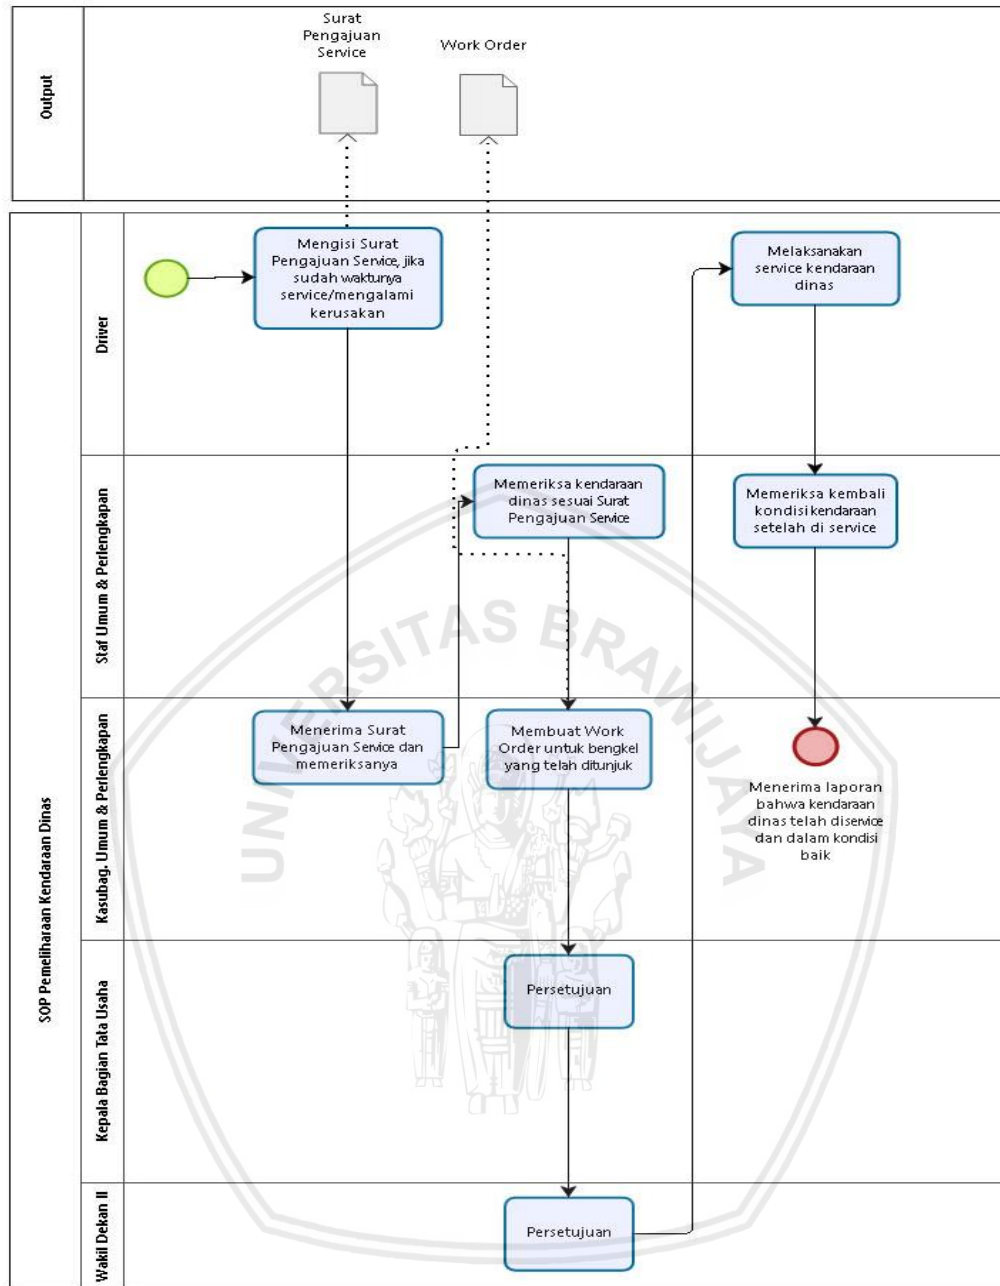 Output
Surat
Pengajuan
Service
Work Order
SOP Pemeliharaan Kendaraan Dinas
Driver
Mengisi Surat
Pengajuan Service, jika
sudah waktunya
service/mengalami
kerusakan
Melaksanakan
service kendaraan
dinas
Staf Umum & Perlengkapan
Memeriksa kendaraan
dinas sesuai Surat
Pengajuan Service
Memeriksa kembali
kondisi kendaraan
setelah di service
Kasubag. Umum & Perlengkapan
Menerima Surat
Pengajuan Service dan
memeriksanya
Membuat Work
Order untuk bengkel
yang telah ditunjuk
Menerima laporan
bahwa kendaraan
dinas telah diservice
dan dalam kondisi
baik
Kepala Bagian Tata Usaha
Persetujuan
Wakil Dekan II
Persetujuan
UNIVERSITAS BRAWIJAYA